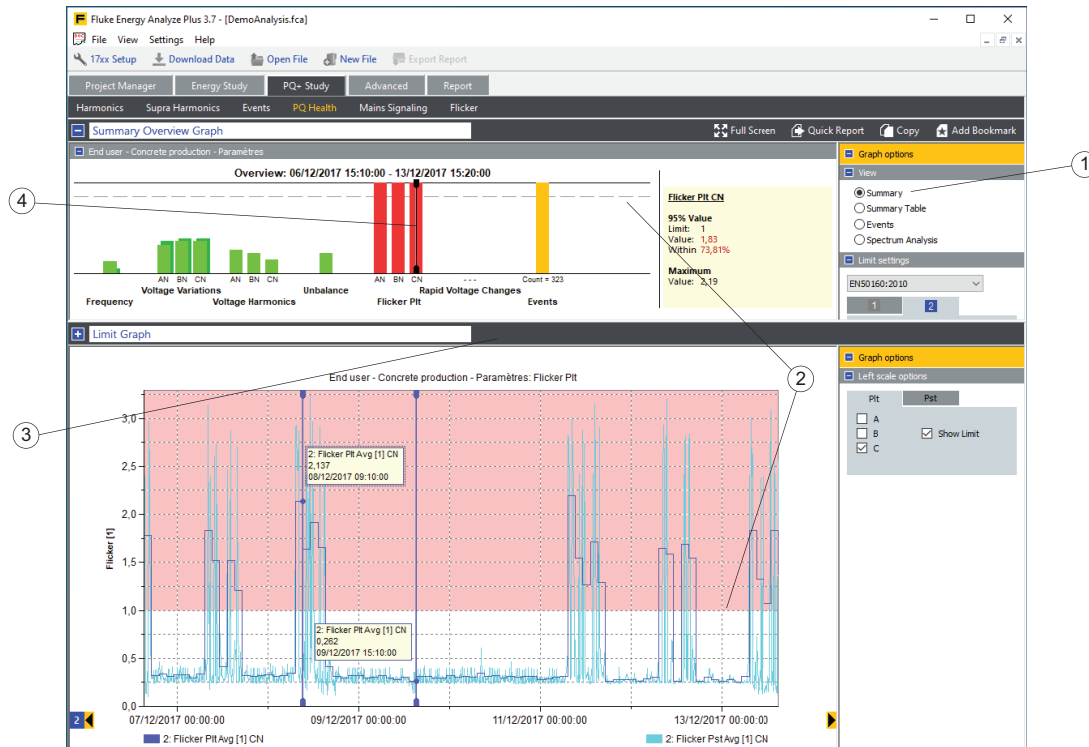 Fluke Energy Analyze Plus 3.7 - [DemoAnalysis.fca]
File View Settings Help
17xx Setup Download Data Open File New File Export Report
Project Manager Energy Study PQ+ Study Advanced Report
Harmonics Supra Harmonics Events PQ Health Mains Signaling Flicker
Summary Overview Graph Full Screen Quick Report Copy Add Bookmark
End user - Concrete production - Paramètres
Overview: 06/12/2017 15:10:00 - 13/12/2017 15:20:00
AN BN CN AN BN CN AN BN CN - - - Count = 323
Voltage Variations Unbalance Rapid Voltage Changes
Frequency Voltage Harmonics Flicker Plt Events
Flicker Plt CN
95% Value
Limit: 1
Value: 1,83
Within 73,81%
Maximum
Value: 2,19
Graph options
View
Summary
Summary Table
Events
Spectrum Analysis
Limit settings
EN50160:2010
1 2
1
4
2
3
Limit Graph
End user - Concrete production - Paramètres: Flicker Plt
Flicker [1]
3,0
2,5
2,0
1,5
1,0
0,5
0,0
2: Flicker Plt Avg [1] CN
2,137
08/12/2017 09:10:00
2: Flicker Plt Avg [1] CN
0,262
09/12/2017 15:10:00
2
07/12/2017 00:00:00 09/12/2017 00:00:00 11/12/2017 00:00:00 13/12/2017 00:00:00
2: Flicker Plt Avg [1] CN 2: Flicker Pst Avg [1] CN
Graph options
Left scale options
Plt Pst
A
B Show Limit
C